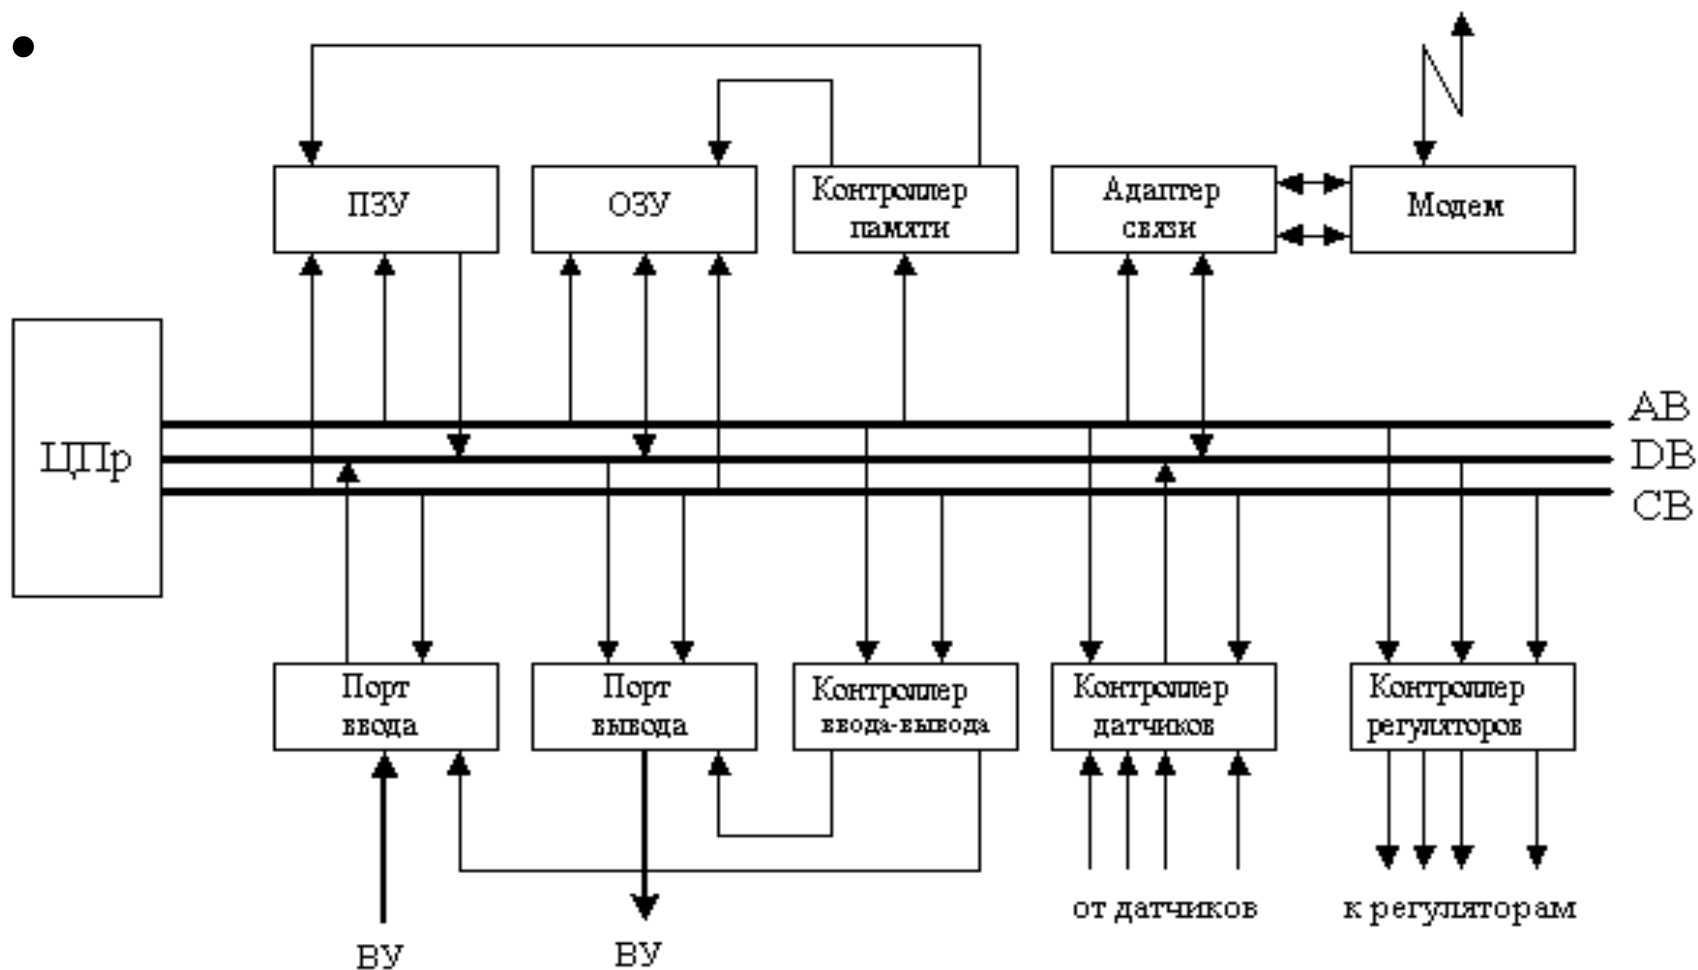 ПЗУ
ОЗУ
Контроллер
памяти
Адаптер
связи
Модем
ЦПр
AB
DB
CB
Порт
ввода
Порт
вывода
Контроллер
ввода-вывода
Контроллер
датчиков
Контроллер
регуляторов
от датчиков
к регуляторам
ВУ
ВУ